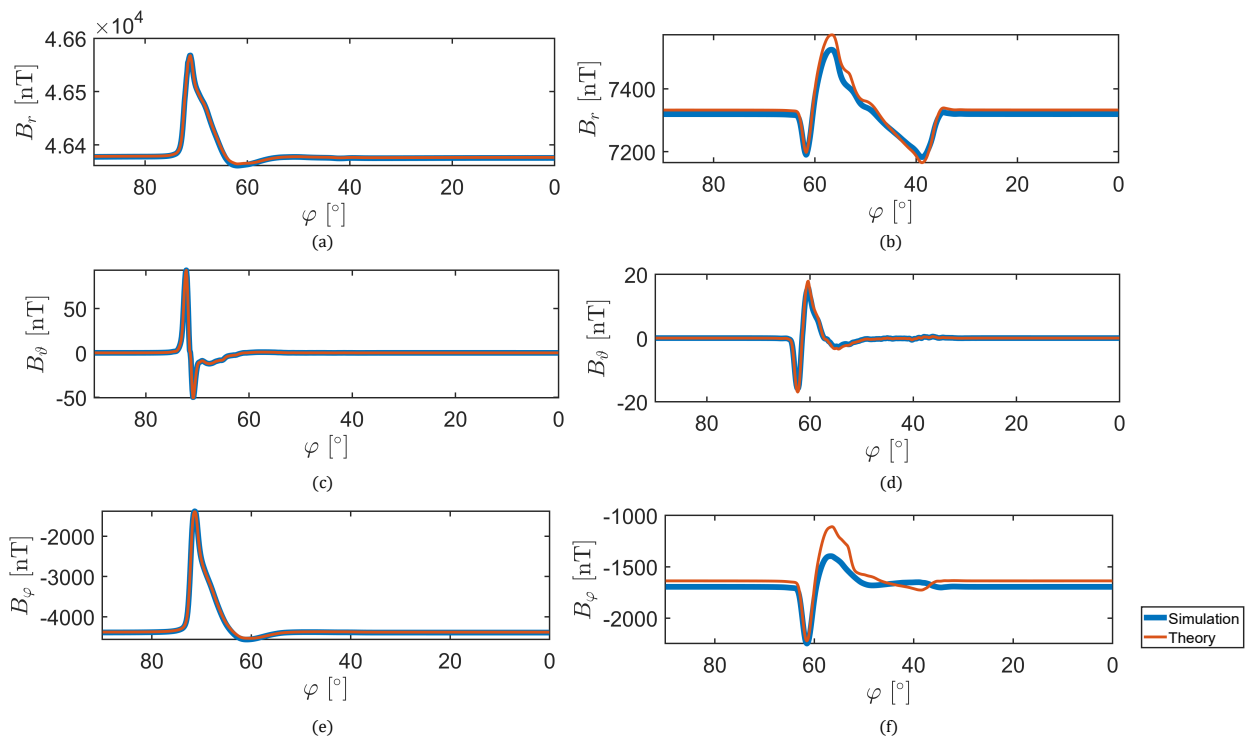 ×10⁴
4.66
4.65
4.64
B_r [nT]
80 60 40 20 0
φ [°]
(a)
7400
7200
B_r [nT]
80 60 40 20 0
φ [°]
(b)
50
0
-50
B_ϑ [nT]
80 60 40 20 0
φ [°]
(c)
20
0
-20
B_ϑ [nT]
80 60 40 20 0
φ [°]
(d)
-2000
-3000
-4000
B_φ [nT]
80 60 40 20 0
φ [°]
(e)
-1000
-1500
-2000
B_φ [nT]
80 60 40 20 0
φ [°]
(f)
Simulation
Theory